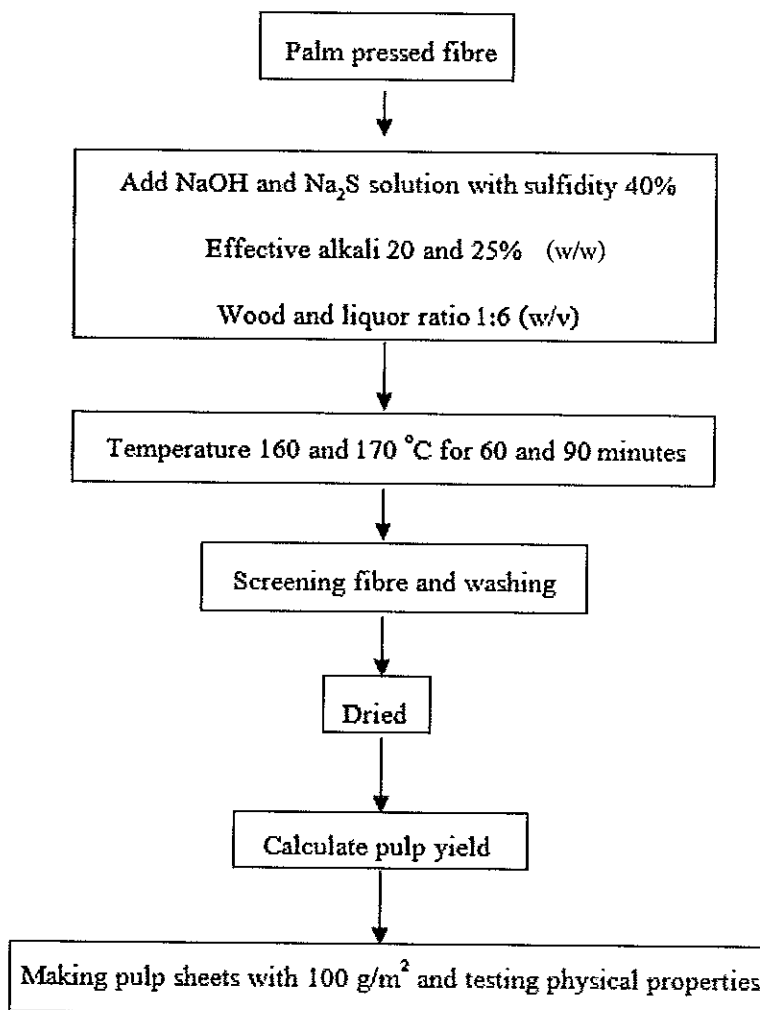 Palm pressed fibre
Add NaOH and Na₂S solution with sulfidity 40%
Effective alkali 20 and 25% (w/w)
Wood and liquor ratio 1:6 (w/v)
Temperature 160 and 170 °C for 60 and 90 minutes
Screening fibre and washing
Dried
Calculate pulp yield
Making pulp sheets with 100 g/m² and testing physical properties